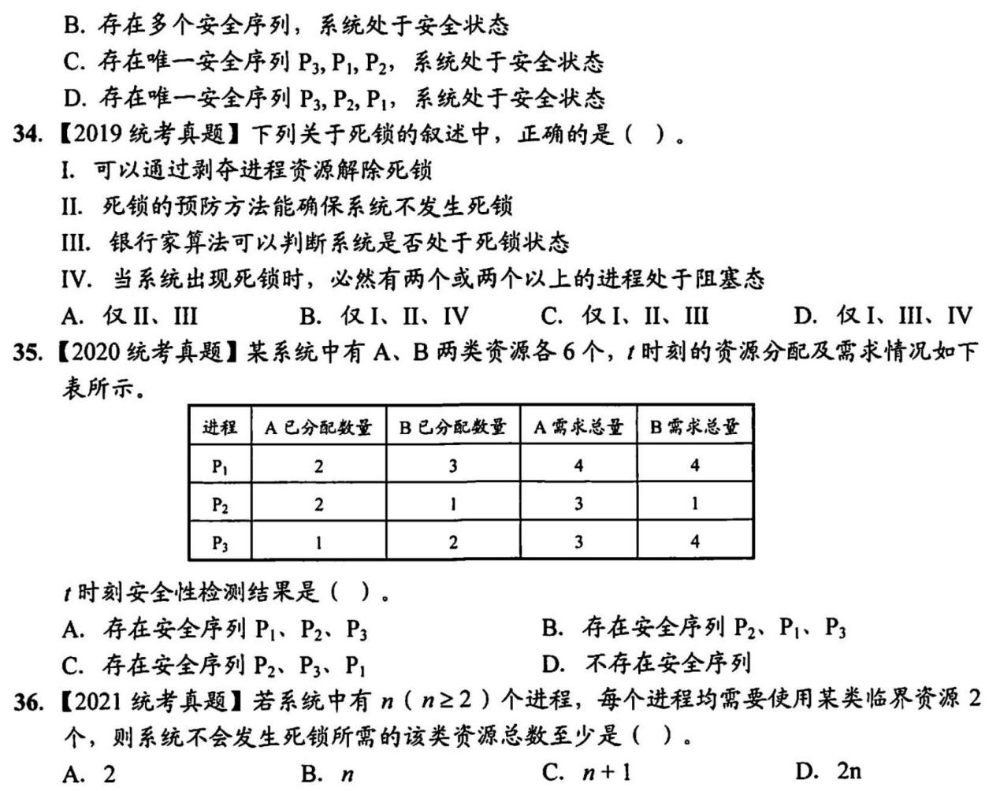 B. 存在多个安全序列，系统处于安全状态
C. 存在唯一安全序列 P₃, P₁, P₂，系统处于安全状态
D. 存在唯一安全序列 P₃, P₂, P₁，系统处于安全状态
34. 【2019 统考真题】下列关于死锁的叙述中，正确的是（ ）。
I. 可以通过剥夺进程资源解除死锁
II. 死锁的预防方法能确保系统不发生死锁
III. 银行家算法可以判断系统是否处于死锁状态
IV. 当系统出现死锁时，必然有两个或两个以上的进程处于阻塞态
A. 仅 II、III B. 仅 I、II、IV C. 仅 I、II、III D. 仅 I、III、IV
35. 【2020 统考真题】某系统中有 A、B 两类资源各 6 个，t 时刻的资源分配及需求情况如下
表所示。
进程 A 已分配数量 B 已分配数量 A 需求总量 B 需求总量
P₁ 2 3 4 4
P₂ 2 1 3 1
P₃ 1 2 3 4
t 时刻安全性检测结果是（ ）。
A. 存在安全序列 P₁、P₂、P₃ B. 存在安全序列 P₂、P₁、P₃
C. 存在安全序列 P₂、P₃、P₁ D. 不存在安全序列
36. 【2021 统考真题】若系统中有 n（n≥2）个进程，每个进程均需要使用某类临界资源 2
个，则系统不会发生死锁所需的该类资源总数至少是（ ）。
A. 2 B. n C. n + 1 D. 2n